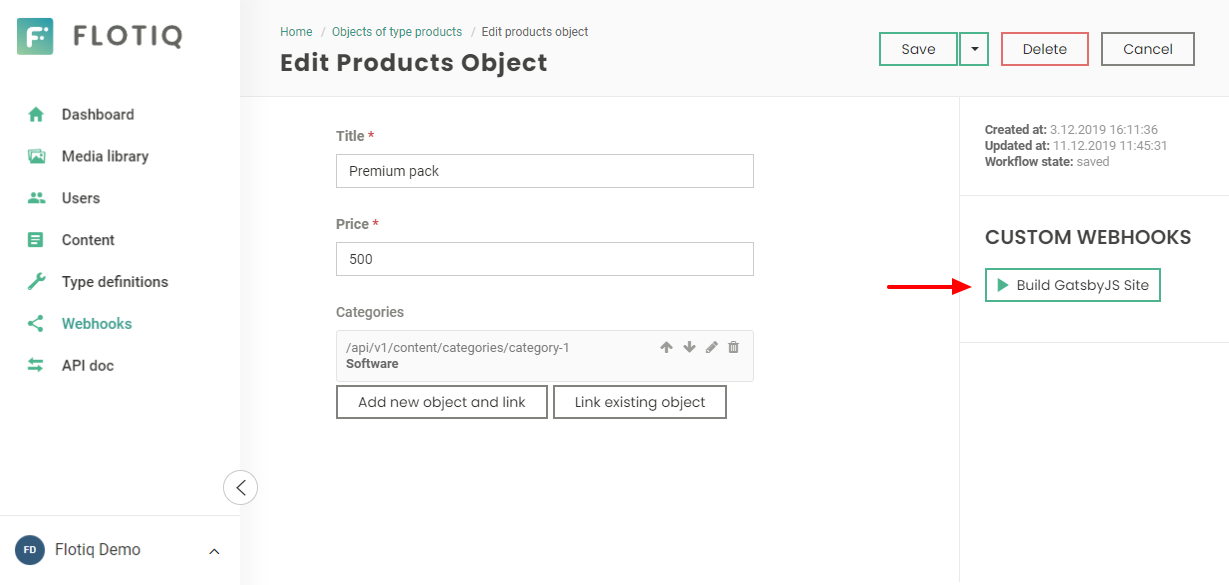 FLOTIQ
Dashboard
Media library
Users
Content
Type definitions
Webhooks
API doc
FD
Flotiq Demo
Home / Objects of type products / Edit products object
Edit Products Object
Save
Delete
Cancel
Title *
Premium pack
Price *
500
Categories
/api/v1/content/categories/category-1
Software
Add new object and link
Link existing object
Created at: 3.12.2019 16:11:36
Updated at: 11.12.2019 11:45:31
Workflow state: saved
CUSTOM WEBHOOKS
Build GatsbyJS Site